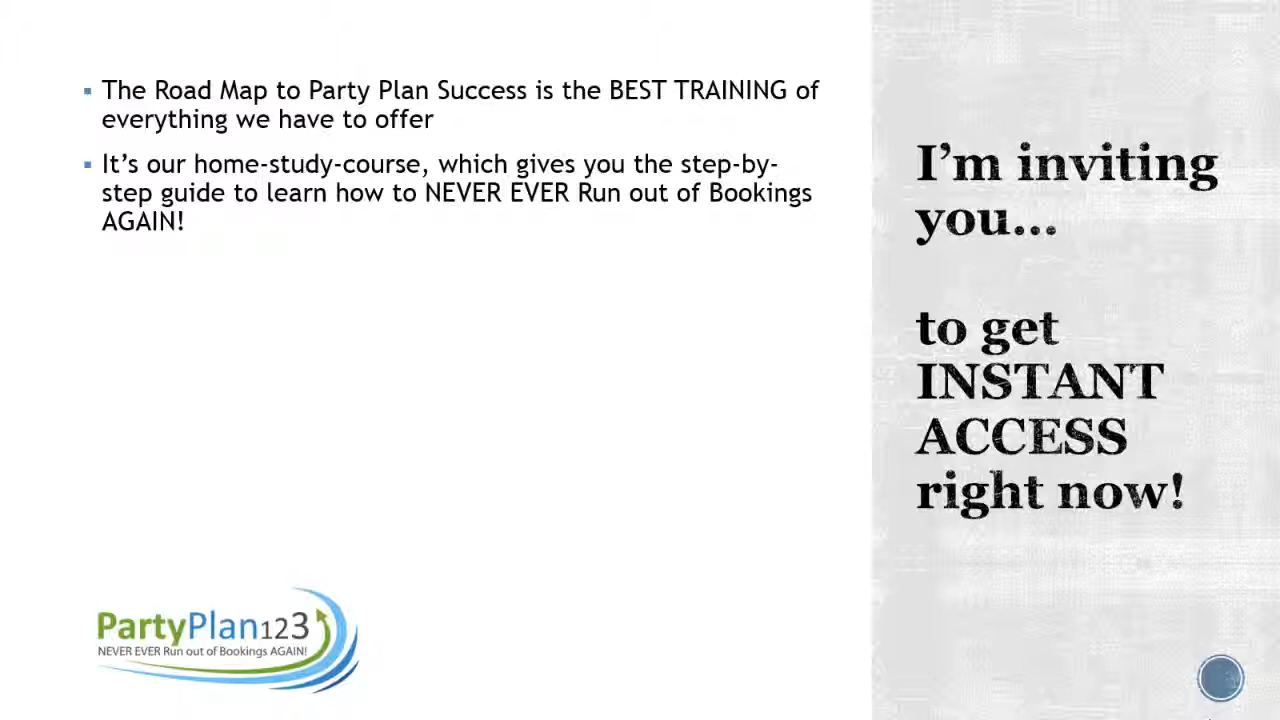 ▪ The Road Map to Party Plan Success is the BEST TRAINING of
everything we have to offer
▪ It’s our home-study-course, which gives you the step-by-
step guide to learn how to NEVER EVER Run out of Bookings
AGAIN!
I’m inviting
you…
to get
INSTANT
ACCESS
right now!
PartyPlan123
NEVER EVER Run out of Bookings AGAIN!